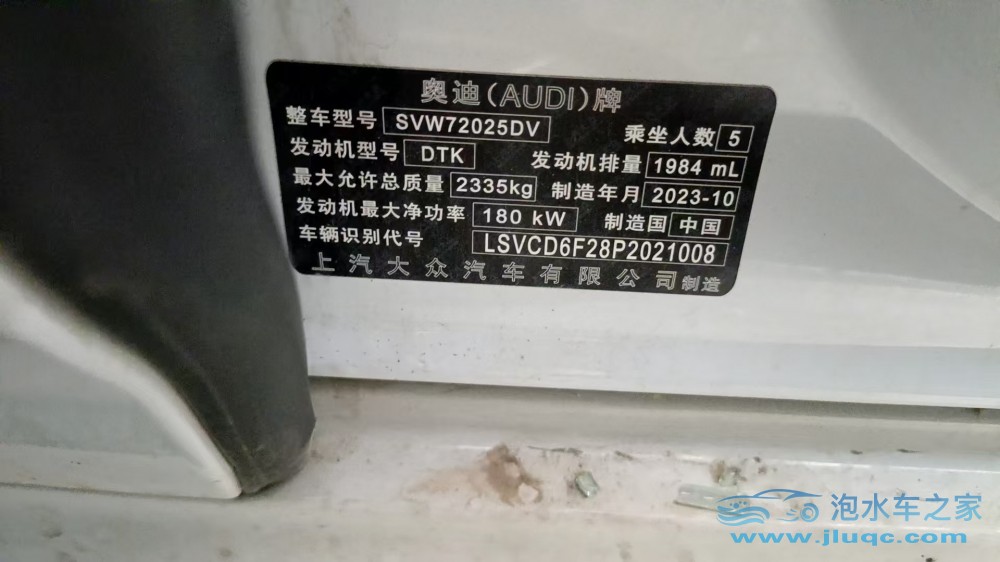 奥迪(AUDI)牌
整车型号 SVW72025DV 乘坐人数 5
发动机型号 DTK 发动机排量 1984 mL
最大允许总质量 2335kg 制造年月 2023-10
发动机最大净功率 180 kW 制造国 中国
车辆识别代号 LSVCD6F28P2021008
上汽大众汽车有限公司制造
泡水车之家
www.jluqc.com